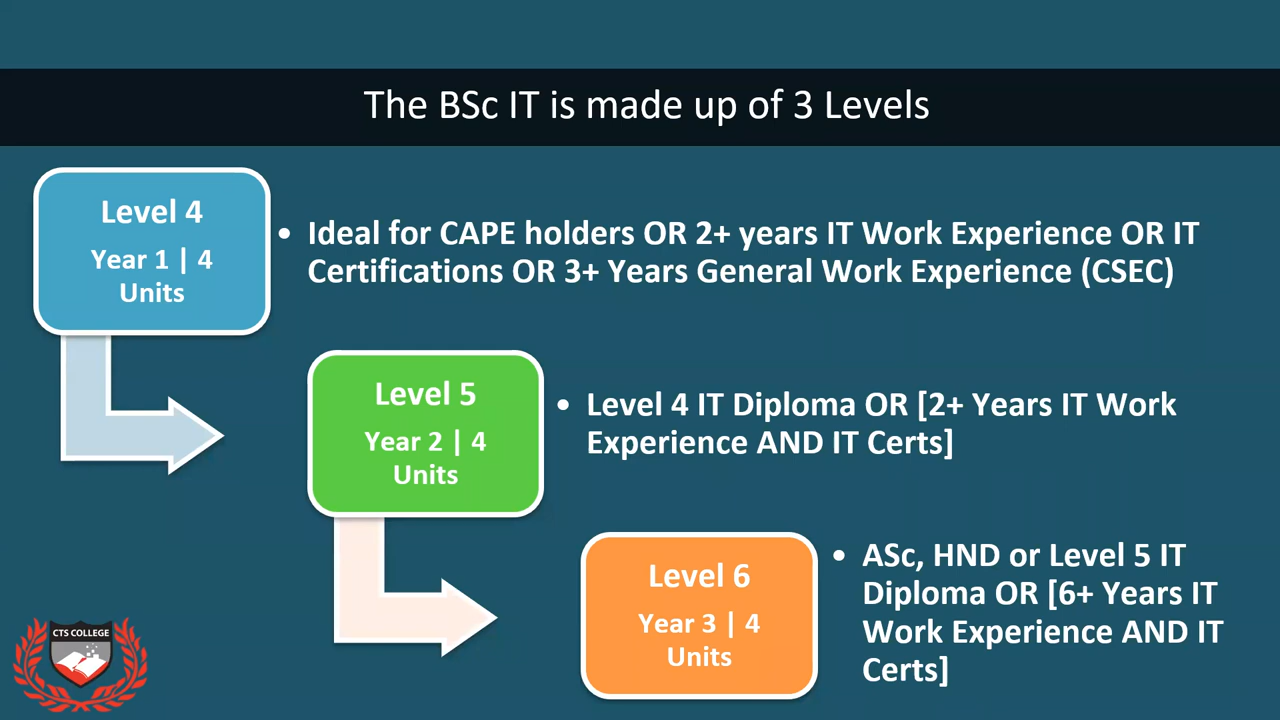 The BSc IT is made up of 3 Levels
Level 4
Year 1 | 4
Units
• Ideal for CAPE holders OR 2+ years IT Work Experience OR IT
Certifications OR 3+ Years General Work Experience (CSEC)
Level 5
Year 2 | 4
Units
• Level 4 IT Diploma OR [2+ Years IT Work
Experience AND IT Certs]
Level 6
Year 3 | 4
Units
• ASc, HND or Level 5 IT
Diploma OR [6+ Years IT
Work Experience AND IT
Certs]
CTS COLLEGE